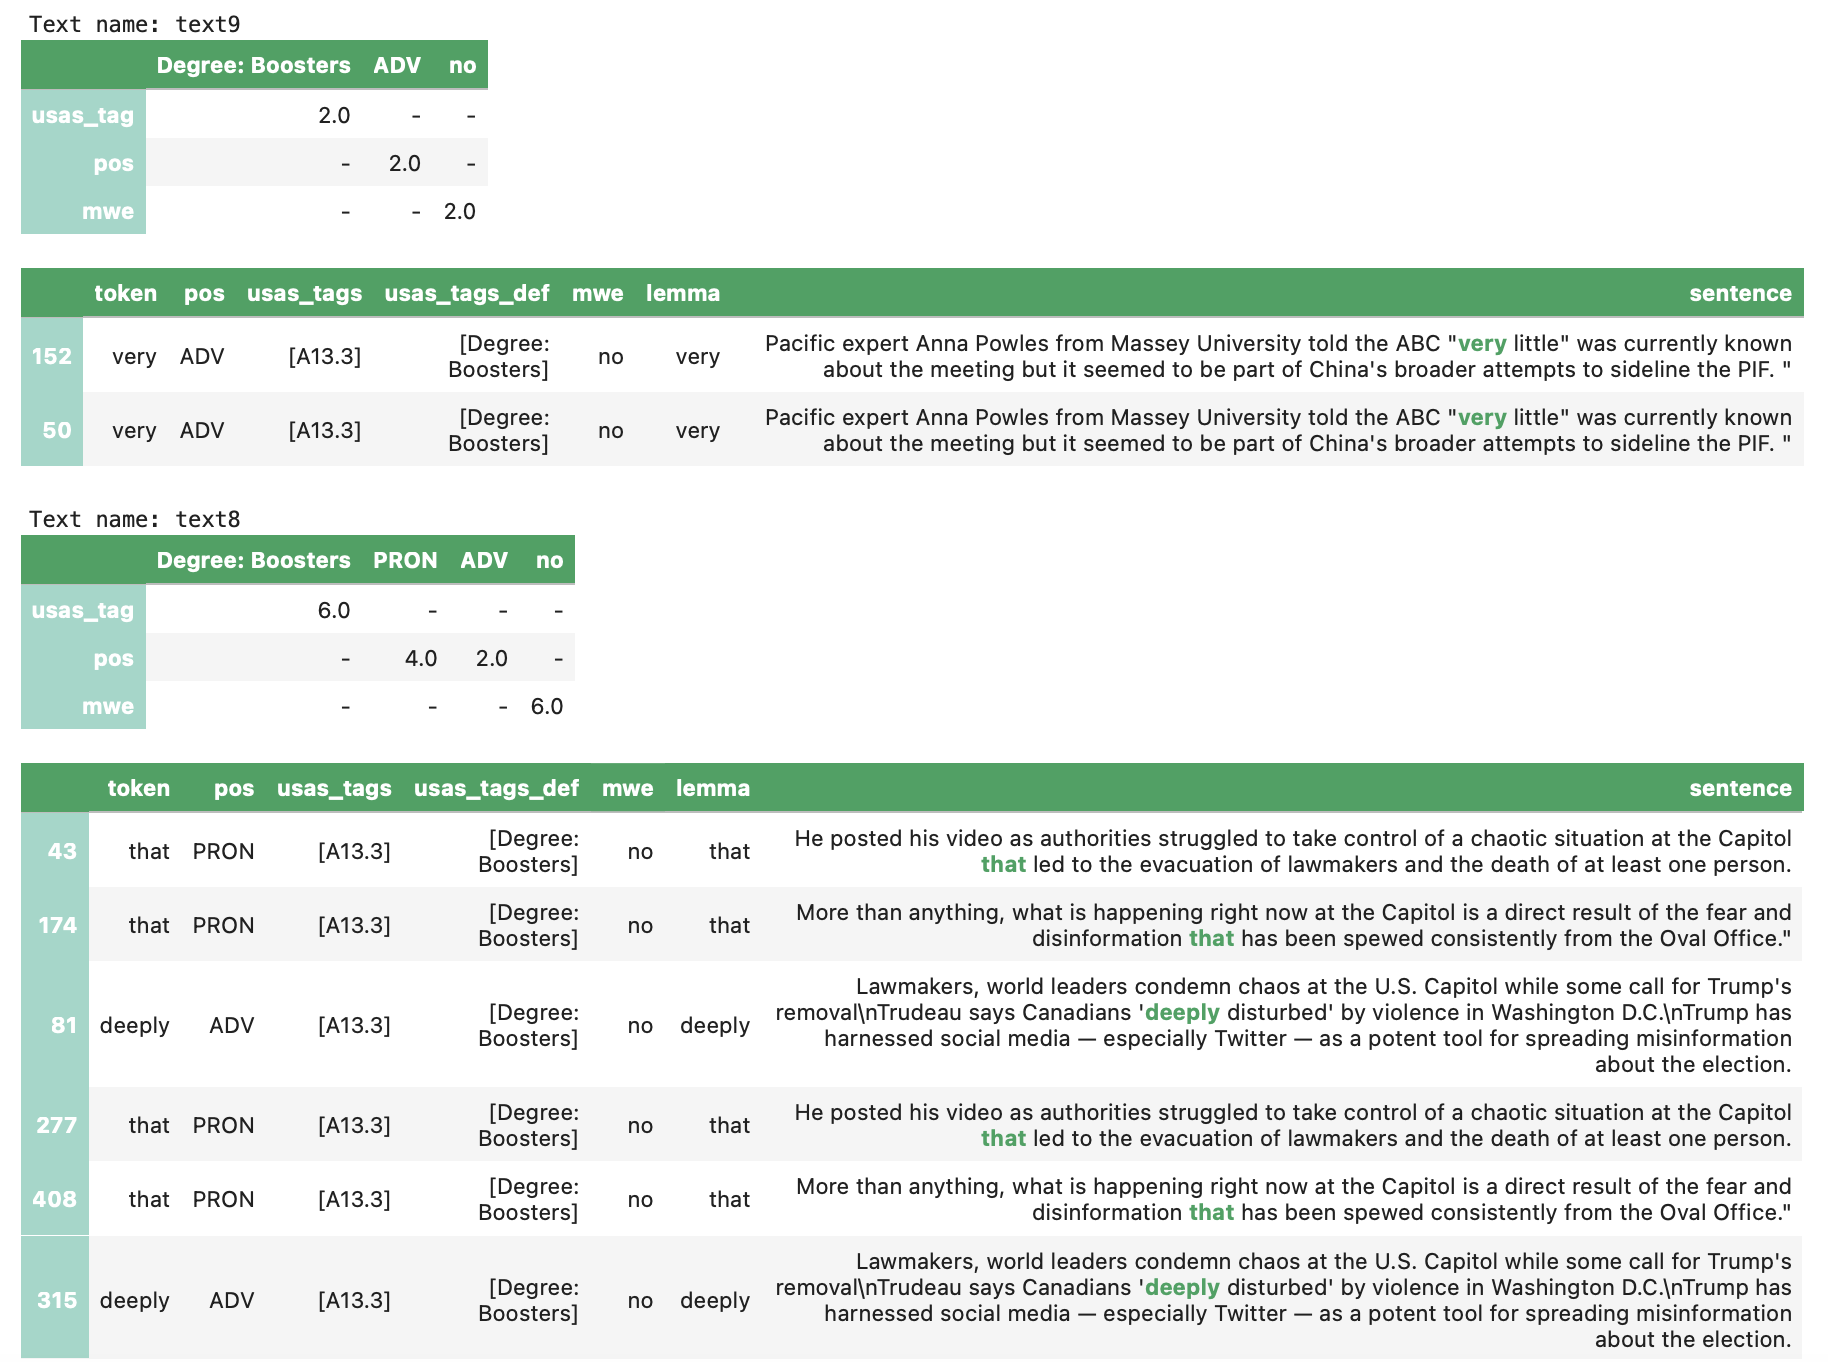 Text name: text9
Degree: Boosters ADV no
usas_tag 2.0 - -
pos - 2.0 -
mwe - - 2.0
token pos usas_tags usas_tags_def mwe lemma sentence
152 very ADV [A13.3] [Degree: Boosters] no very Pacific expert Anna Powles from Massey University told the ABC "very little" was currently known
about the meeting but it seemed to be part of China's broader attempts to sideline the PIF. "
50 very ADV [A13.3] [Degree: Boosters] no very Pacific expert Anna Powles from Massey University told the ABC "very little" was currently known
about the meeting but it seemed to be part of China's broader attempts to sideline the PIF. "
Text name: text8
Degree: Boosters PRON ADV no
usas_tag 6.0 - - -
pos - 4.0 2.0 -
mwe - - - 6.0
token pos usas_tags usas_tags_def mwe lemma sentence
43 that PRON [A13.3] [Degree: Boosters] no that He posted his video as authorities struggled to take control of a chaotic situation at the Capitol
that led to the evacuation of lawmakers and the death of at least one person.
174 that PRON [A13.3] [Degree: Boosters] no that More than anything, what is happening right now at the Capitol is a direct result of the fear and
disinformation that has been spewed consistently from the Oval Office."
81 deeply ADV [A13.3] [Degree: Boosters] no deeply Lawmakers, world leaders condemn chaos at the U.S. Capitol while some call for Trump's
removal\nTrudeau says Canadians 'deeply disturbed' by violence in Washington D.C.\nTrump has
harnessed social media — especially Twitter — as a potent tool for spreading misinformation
about the election.
277 that PRON [A13.3] [Degree: Boosters] no that He posted his video as authorities struggled to take control of a chaotic situation at the Capitol
that led to the evacuation of lawmakers and the death of at least one person.
408 that PRON [A13.3] [Degree: Boosters] no that More than anything, what is happening right now at the Capitol is a direct result of the fear and
disinformation that has been spewed consistently from the Oval Office."
315 deeply ADV [A13.3] [Degree: Boosters] no deeply Lawmakers, world leaders condemn chaos at the U.S. Capitol while some call for Trump's
removal\nTrudeau says Canadians 'deeply disturbed' by violence in Washington D.C.\nTrump has
harnessed social media — especially Twitter — as a potent tool for spreading misinformation
about the election.